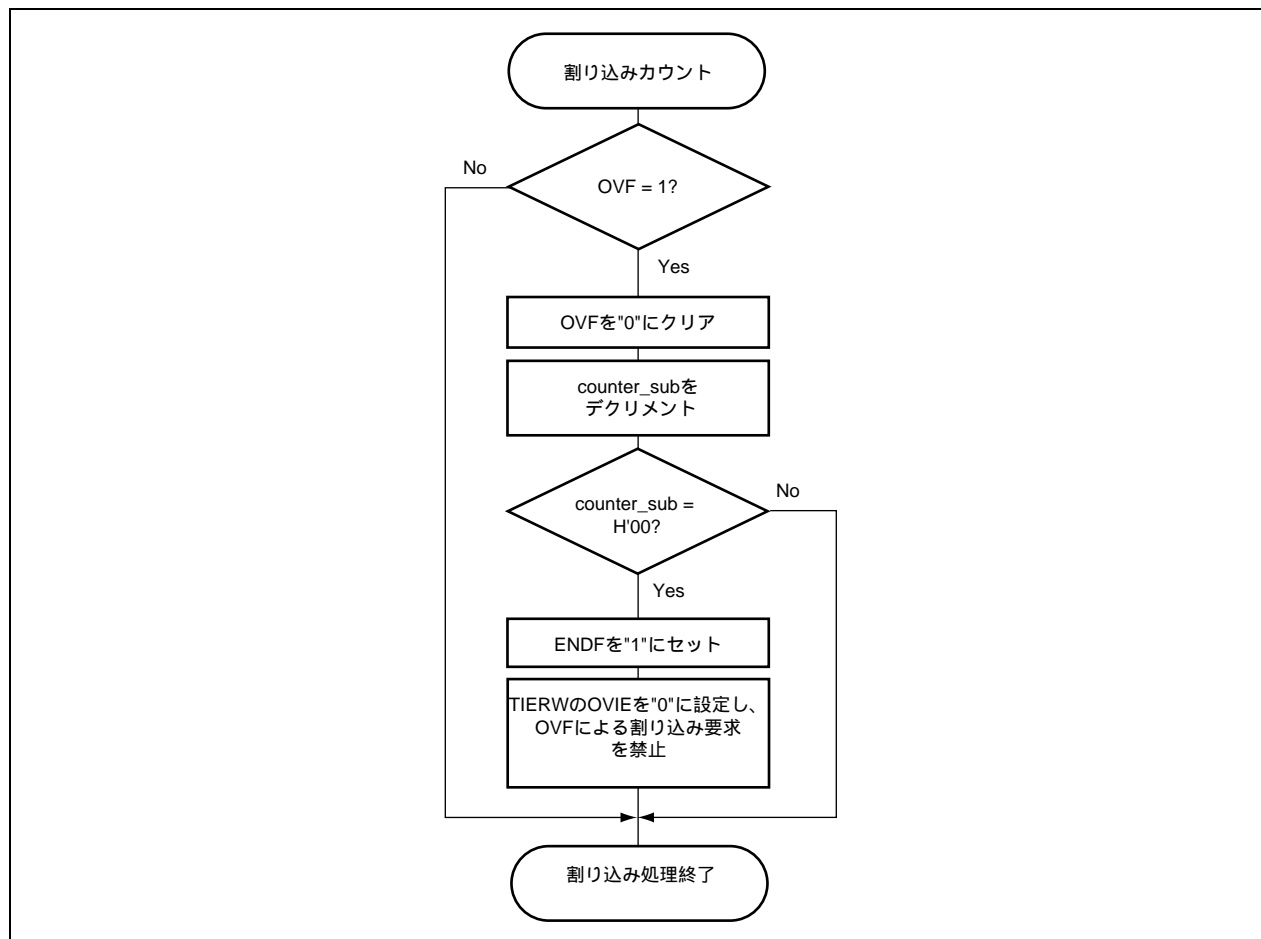 割り込みカウント
No
OVF = 1?
Yes
OVFを"0"にクリア
counter_subを
デクリメント
counter_sub =
H'00?
No
Yes
ENDFを"1"にセット
TIERWのOVIEを"0"に設定し、
OVFによる割り込み要求
を禁止
割り込み処理終了